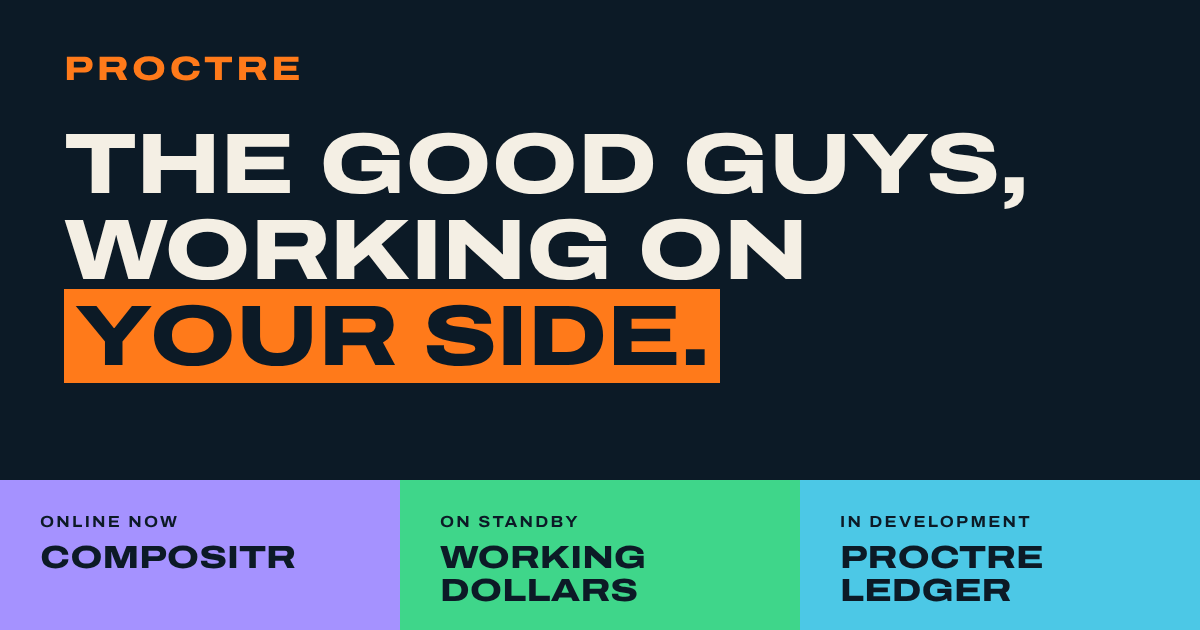 PROCTRE
THE GOOD GUYS,
WORKING ON
YOUR SIDE.
ONLINE NOW
COMPOSITR
ON STANDBY
WORKING
DOLLARS
IN DEVELOPMENT
PROCTRE
LEDGER